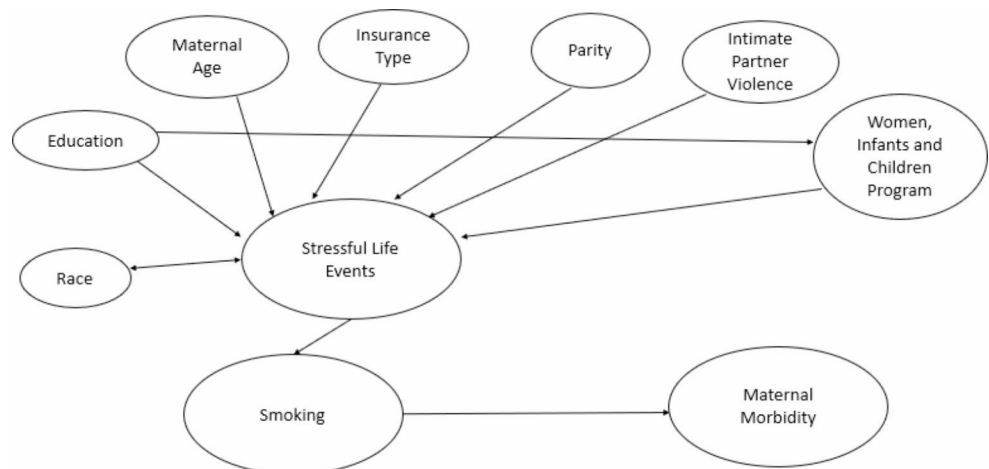 Maternal
Age
Insurance
Type
Parity
Intimate
Partner
Violence
Education
Women,
Infants and
Children
Program
Stressful Life
Events
Race
Smoking
Maternal
Morbidity